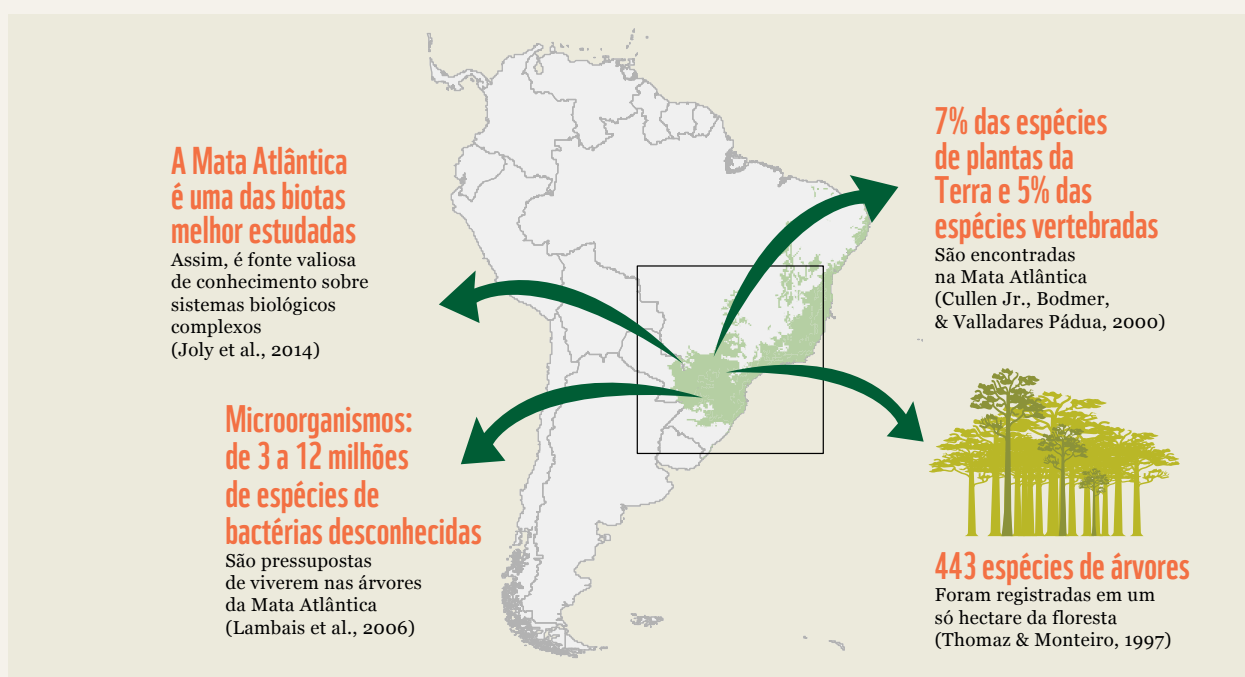 A Mata Atlântica
é uma das biotas
melhor estudadas
Assim, é fonte valiosa
de conhecimento sobre
sistemas biológicos
complexos
(Joly et al., 2014)
Microorganismos:
de 3 a 12 milhões
de espécies de
bactérias desconhecidas
São pressupostas
de viverem nas árvores
da Mata Atlântica
(Lambais et al., 2006)
7% das espécies
de plantas da
Terra e 5% das
espécies vertebradas
São encontradas
na Mata Atlântica
(Cullen Jr., Bodmer,
& Valladares Pádua, 2000)
443 espécies de árvores
Foram registradas em um
só hectare da floresta
(Thomaz & Monteiro, 1997)